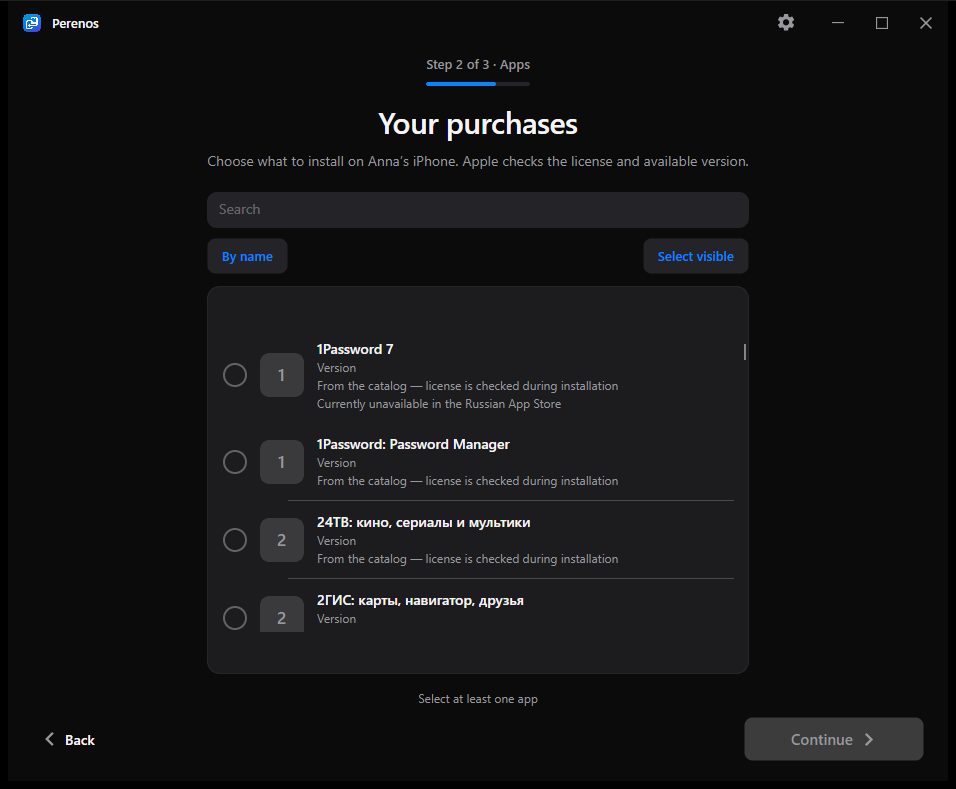 Perenos
Step 2 of 3 · Apps
Your purchases
Choose what to install on Anna’s iPhone. Apple checks the license and available version.
Search
By name
Select visible
1
1Password 7
Version
From the catalog — license is checked during installation
Currently unavailable in the Russian App Store
1
1Password: Password Manager
Version
From the catalog — license is checked during installation
2
24ТВ: кино, сериалы и мультики
Version
From the catalog — license is checked during installation
2
2ГИС: карты, навигатор, друзья
Version
Select at least one app
Back
Continue